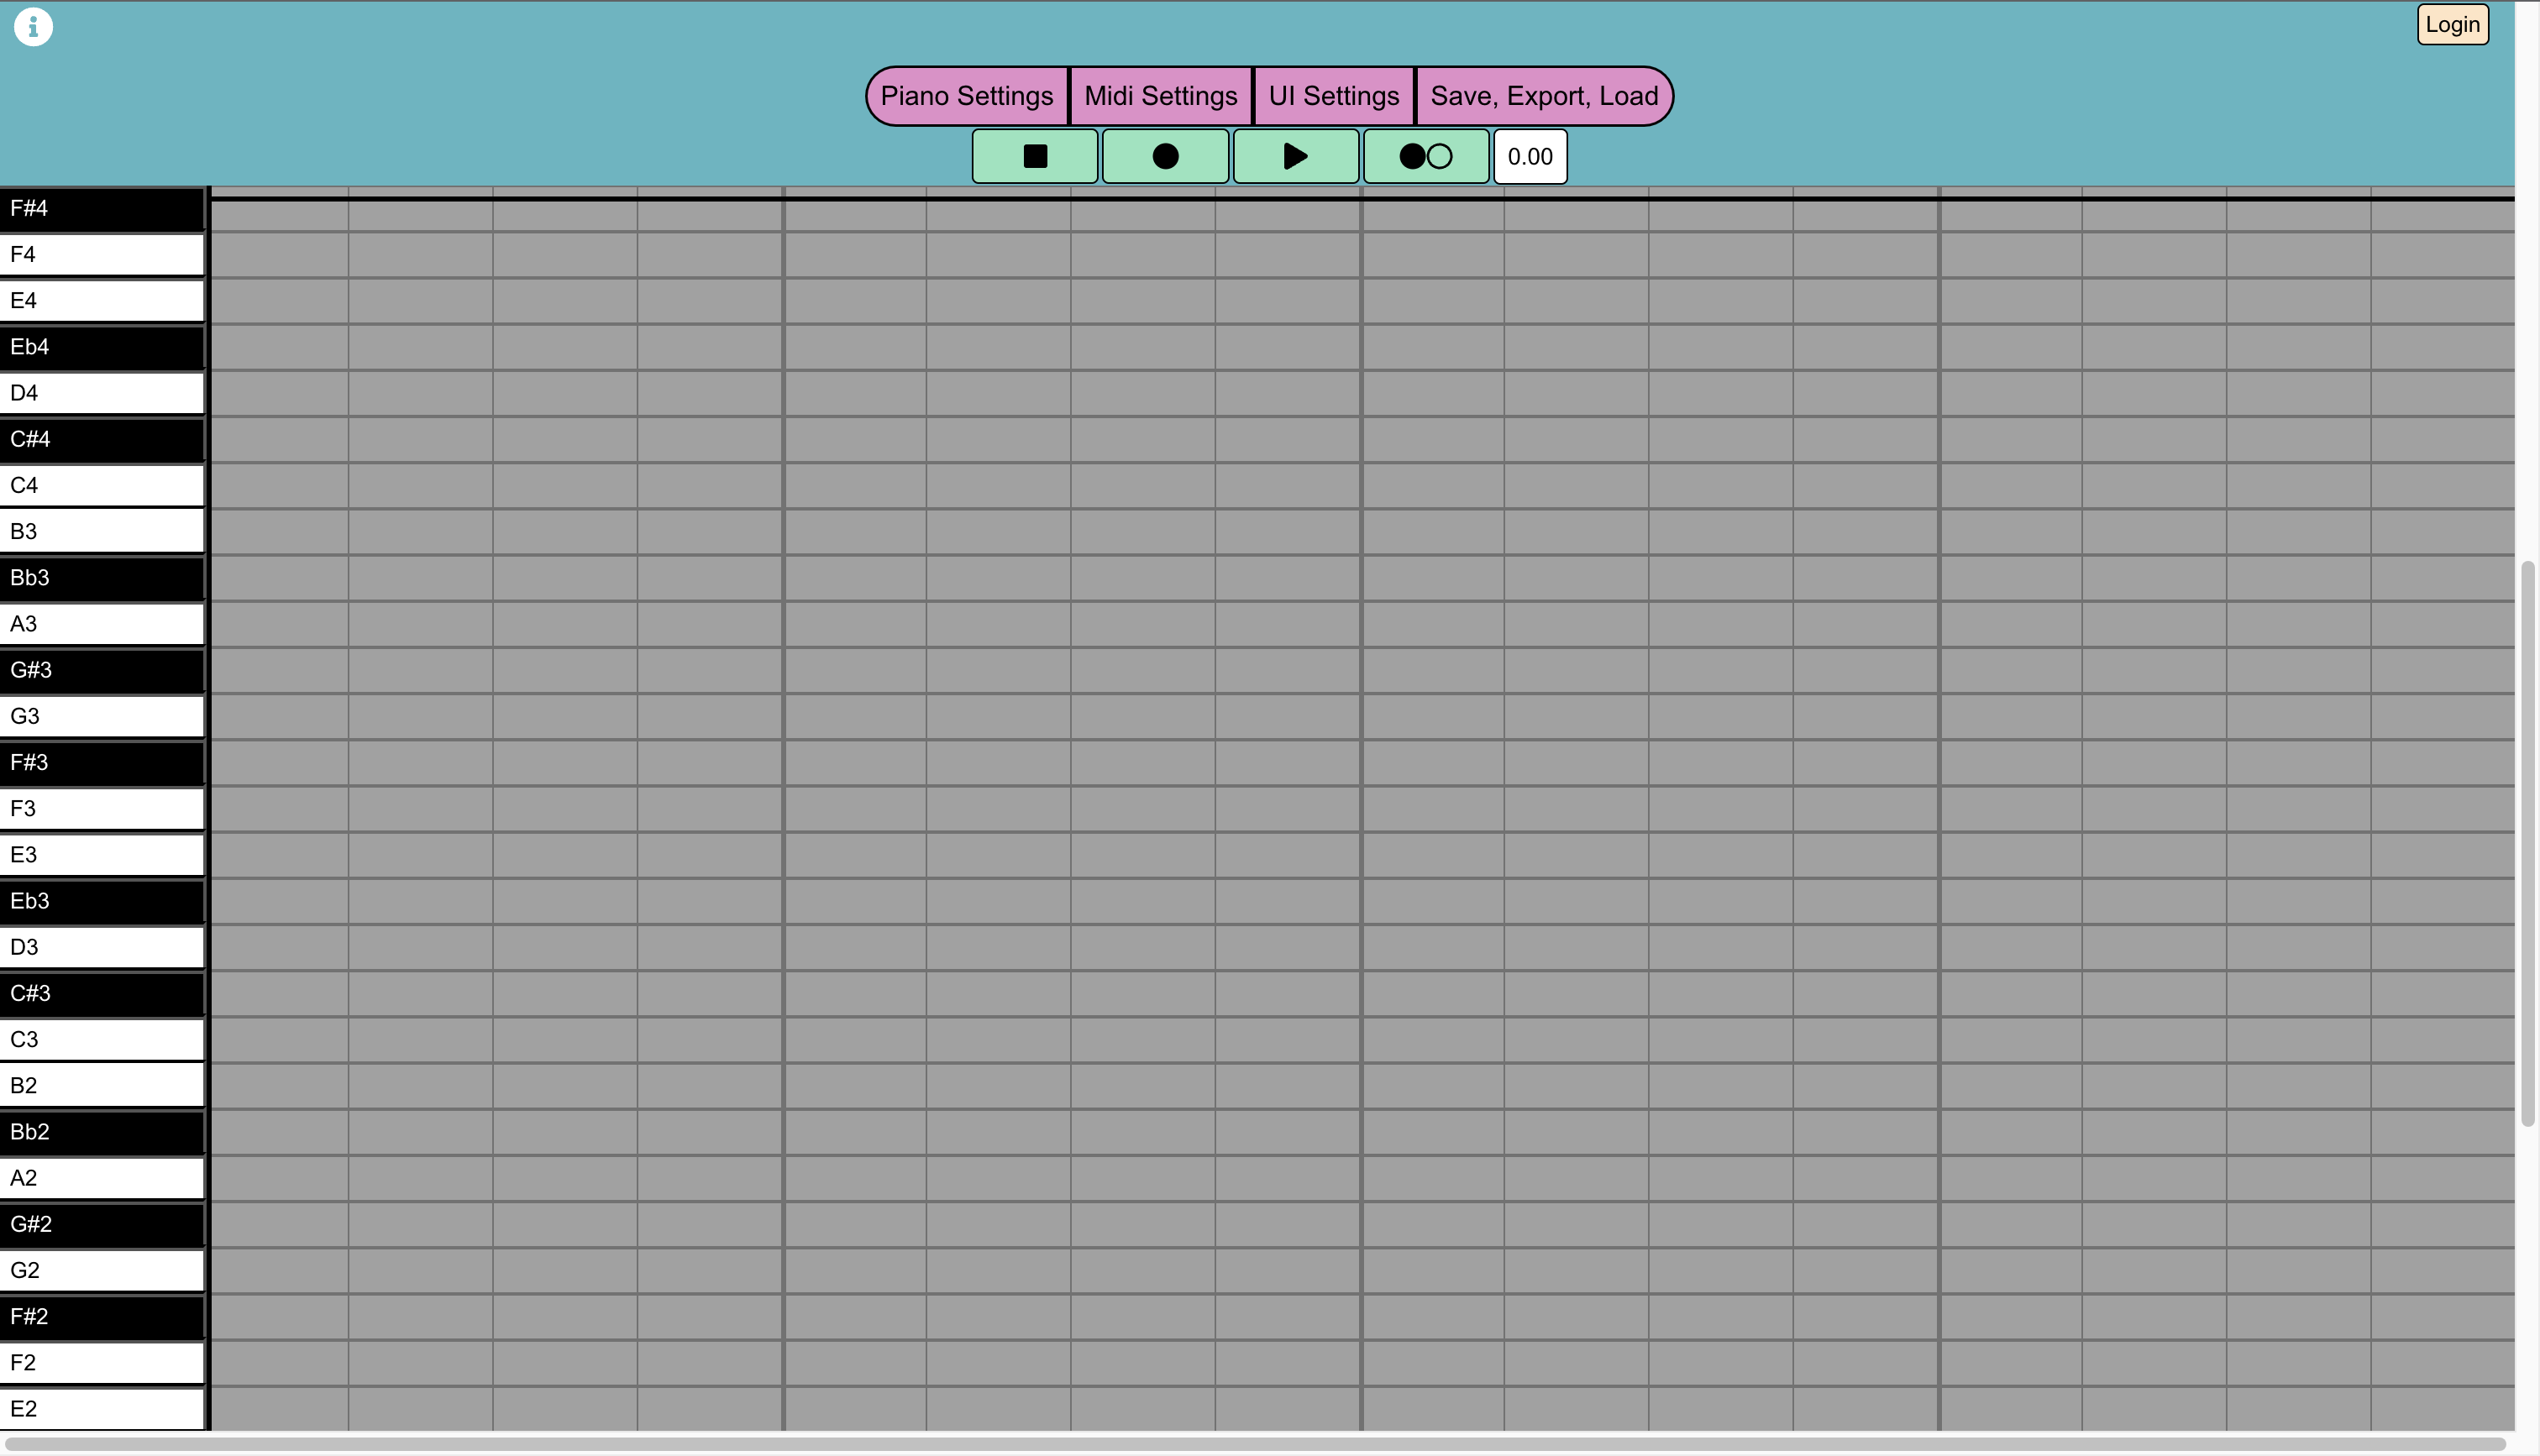 Login
Piano Settings Midi Settings UI Settings Save, Export, Load
0.00
F#4
F4
E4
Eb4
D4
C#4
C4
B3
Bb3
A3
G#3
G3
F#3
F3
E3
Eb3
D3
C#3
C3
B2
Bb2
A2
G#2
G2
F#2
F2
E2